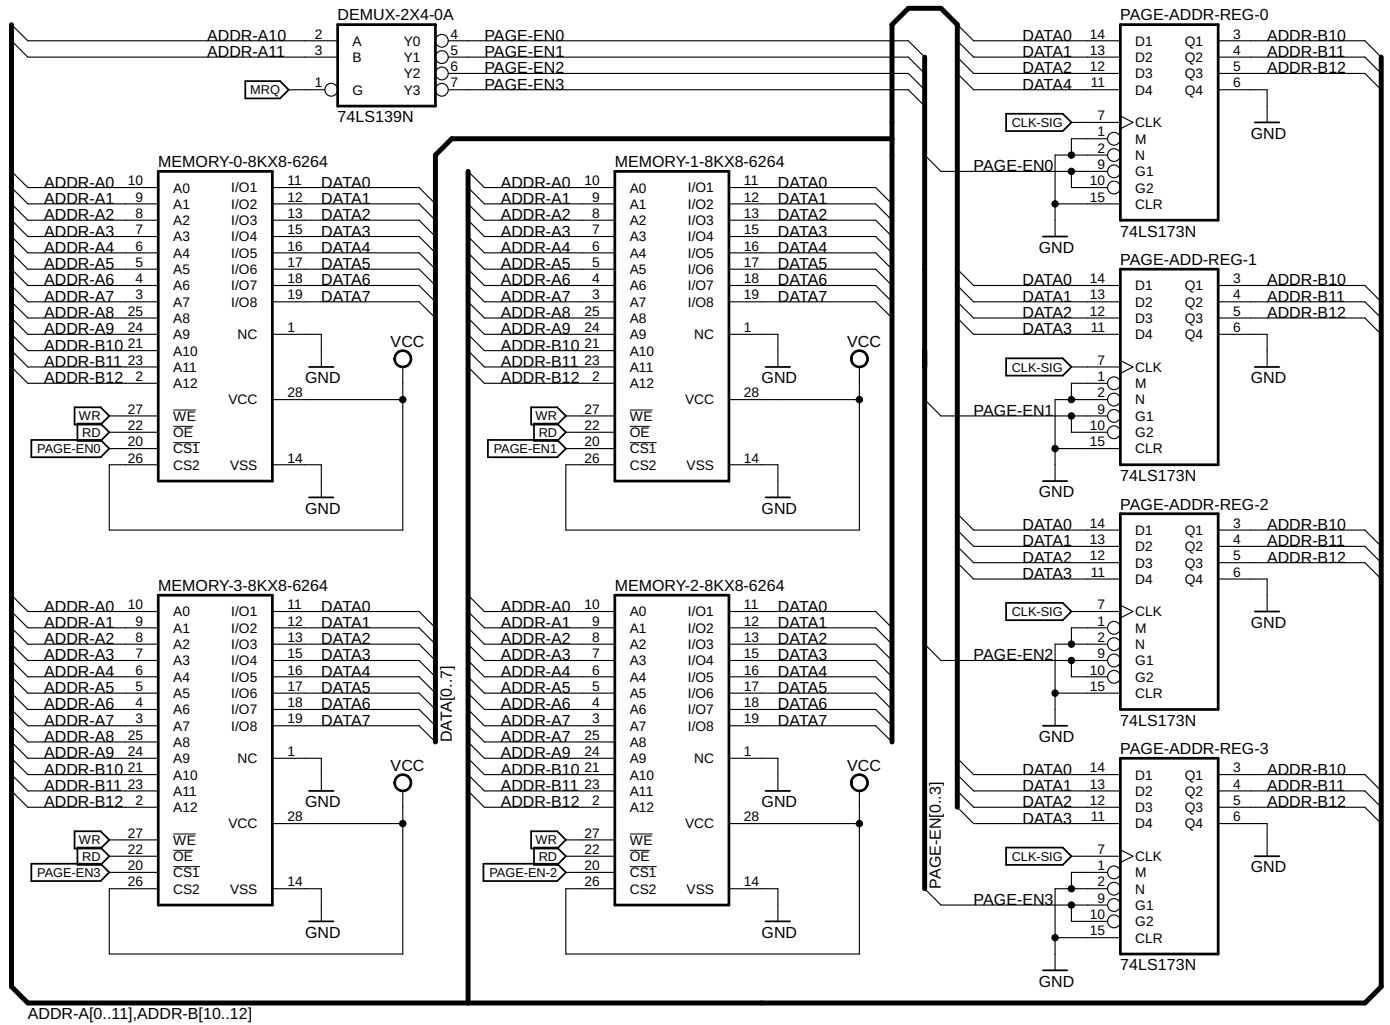 DEMUX-2X4-0A
ADDR-A10 2 A Y0 4 PAGE-EN0
ADDR-A11 3 B Y1 5 PAGE-EN1
Y2 6 PAGE-EN2
MRQ 1 G Y3 7 PAGE-EN3
74LS139N
MEMORY-0-8KX8-6264
ADDR-A0 10 A0 I/O1 11 DATA0
ADDR-A1 9 A1 I/O2 12 DATA1
ADDR-A2 8 A2 I/O3 13 DATA2
ADDR-A3 7 A3 I/O4 15 DATA3
ADDR-A4 6 A4 I/O5 16 DATA4
ADDR-A5 5 A5 I/O6 17 DATA5
ADDR-A6 4 A6 I/O7 18 DATA6
ADDR-A7 3 A7 I/O8 19 DATA7
ADDR-A8 25 A8
ADDR-A9 24 A9 NC 1
ADDR-B10 21 A10 VCC
ADDR-B11 23 A11 GND
ADDR-B12 2 A12
VCC 28
WR 27 WE
RD 22 OE
PAGE-EN0 20 CS1
26 CS2 VSS 14
GND
MEMORY-1-8KX8-6264
ADDR-A0 10 A0 I/O1 11 DATA0
ADDR-A1 9 A1 I/O2 12 DATA1
ADDR-A2 8 A2 I/O3 13 DATA2
ADDR-A3 7 A3 I/O4 15 DATA3
ADDR-A4 6 A4 I/O5 16 DATA4
ADDR-A5 5 A5 I/O6 17 DATA5
ADDR-A6 4 A6 I/O7 18 DATA6
ADDR-A7 3 A7 I/O8 19 DATA7
ADDR-A8 25 A8
ADDR-A9 24 A9 NC 1
ADDR-B10 21 A10 VCC
ADDR-B11 23 A11 GND
ADDR-B12 2 A12
VCC 28
WR 27 WE
RD 22 OE
PAGE-EN1 20 CS1
26 CS2 VSS 14
GND
MEMORY-3-8KX8-6264
ADDR-A0 10 A0 I/O1 11 DATA0
ADDR-A1 9 A1 I/O2 12 DATA1
ADDR-A2 8 A2 I/O3 13 DATA2
ADDR-A3 7 A3 I/O4 15 DATA3
ADDR-A4 6 A4 I/O5 16 DATA4
ADDR-A5 5 A5 I/O6 17 DATA5
ADDR-A6 4 A6 I/O7 18 DATA6
ADDR-A7 3 A7 I/O8 19 DATA7
ADDR-A8 25 A8
ADDR-A9 24 A9 NC 1
ADDR-B10 21 A10 VCC
ADDR-B11 23 A11 GND
ADDR-B12 2 A12
VCC 28
WR 27 WE
RD 22 OE
PAGE-EN3 20 CS1
26 CS2 VSS 14
GND
DATA[0..7]
MEMORY-2-8KX8-6264
ADDR-A0 10 A0 I/O1 11 DATA0
ADDR-A1 9 A1 I/O2 12 DATA1
ADDR-A2 8 A2 I/O3 13 DATA2
ADDR-A3 7 A3 I/O4 15 DATA3
ADDR-A4 6 A4 I/O5 16 DATA4
ADDR-A5 5 A5 I/O6 17 DATA5
ADDR-A6 4 A6 I/O7 18 DATA6
ADDR-A7 3 A7 I/O8 19 DATA7
ADDR-A7 25 A8
ADDR-A9 24 A9 NC 1
ADDR-B10 21 A10 VCC
ADDR-B11 23 A11 GND
ADDR-B12 2 A12
VCC 28
WR 27 WE
RD 22 OE
PAGE-EN-2 20 CS1
26 CS2 VSS 14
GND
PAGE-EN[0..3]
PAGE-ADDR-REG-0
DATA0 14 D1 Q1 3 ADDR-B10
DATA1 13 D2 Q2 4 ADDR-B11
DATA2 12 D3 Q3 5 ADDR-B12
DATA4 11 D4 Q4 6
CLK-SIG 7 CLK GND
1 M
2 N
PAGE-EN0 9 G1
10 G2
15 CLR
GND 74LS173N
PAGE-ADD-REG-1
DATA0 14 D1 Q1 3 ADDR-B10
DATA1 13 D2 Q2 4 ADDR-B11
DATA2 12 D3 Q3 5 ADDR-B12
DATA3 11 D4 Q4 6
CLK-SIG 7 CLK GND
1 M
2 N
PAGE-EN1 9 G1
10 G2
15 CLR
GND 74LS173N
PAGE-ADDR-REG-2
DATA0 14 D1 Q1 3 ADDR-B10
DATA1 13 D2 Q2 4 ADDR-B11
DATA2 12 D3 Q3 5 ADDR-B12
DATA3 11 D4 Q4 6
CLK-SIG 7 CLK GND
1 M
2 N
PAGE-EN2 9 G1
10 G2
15 CLR
GND 74LS173N
PAGE-ADDR-REG-3
DATA0 14 D1 Q1 3 ADDR-B10
DATA1 13 D2 Q2 4 ADDR-B11
DATA2 12 D3 Q3 5 ADDR-B12
DATA3 11 D4 Q4 6
CLK-SIG 7 CLK GND
1 M
2 N
PAGE-EN3 9 G1
10 G2
15 CLR
GND 74LS173N
ADDR-A[0..11],ADDR-B[10..12]